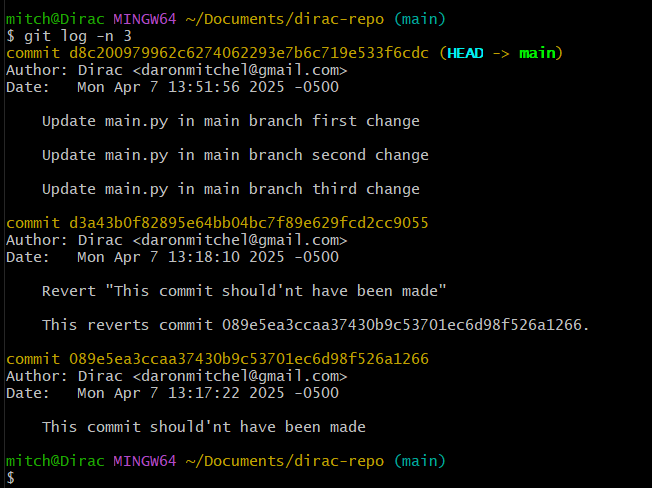 mitch@Dirac MINGW64 ~/Documents/dirac-repo (main)
$ git log -n 3
commit d8c200979962c6274062293e7b6c719e533f6cdc (HEAD -> main)
Author: Dirac <daronmitchel@gmail.com>
Date:   Mon Apr 7 13:51:56 2025 -0500

    Update main.py in main branch first change

    Update main.py in main branch second change

    Update main.py in main branch third change

commit d3a43b0f82895e64bb04bc7f89e629fcd2cc9055
Author: Dirac <daronmitchel@gmail.com>
Date:   Mon Apr 7 13:18:10 2025 -0500

    Revert "This commit should'nt have been made"

    This reverts commit 089e5ea3ccaa37430b9c53701ec6d98f526a1266.

commit 089e5ea3ccaa37430b9c53701ec6d98f526a1266
Author: Dirac <daronmitchel@gmail.com>
Date:   Mon Apr 7 13:17:22 2025 -0500

    This commit should'nt have been made

mitch@Dirac MINGW64 ~/Documents/dirac-repo (main)
$